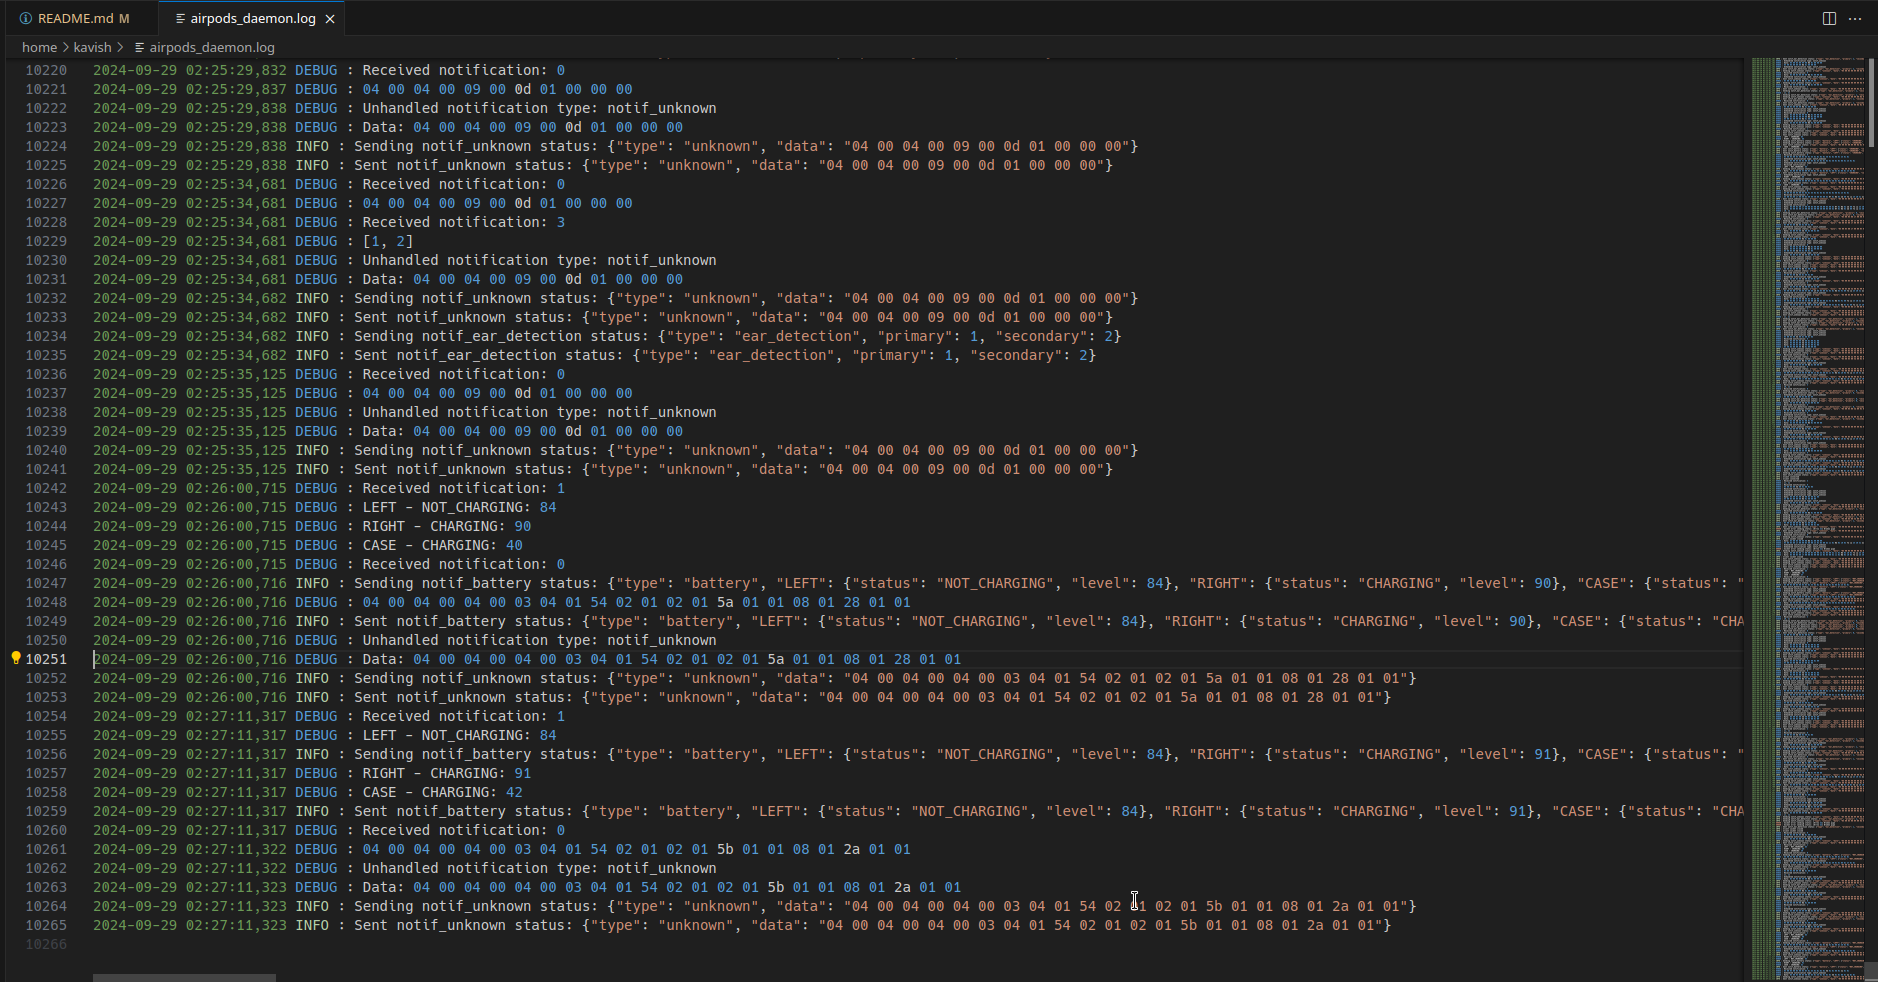 README.md M
airpods_daemon.log ×
home > kavish > airpods_daemon.log
10220 2024-09-29 02:25:29,832 DEBUG : Received notification: 0
10221 2024-09-29 02:25:29,837 DEBUG : 04 00 04 00 09 00 0d 01 00 00 00
10222 2024-09-29 02:25:29,838 DEBUG : Unhandled notification type: notif_unknown
10223 2024-09-29 02:25:29,838 DEBUG : Data: 04 00 04 00 09 00 0d 01 00 00 00
10224 2024-09-29 02:25:29,838 INFO : Sending notif_unknown status: {"type": "unknown", "data": "04 00 04 00 09 00 0d 01 00 00 00"}
10225 2024-09-29 02:25:29,838 INFO : Sent notif_unknown status: {"type": "unknown", "data": "04 00 04 00 09 00 0d 01 00 00 00"}
10226 2024-09-29 02:25:34,681 DEBUG : Received notification: 0
10227 2024-09-29 02:25:34,681 DEBUG : 04 00 04 00 09 00 0d 01 00 00 00
10228 2024-09-29 02:25:34,681 DEBUG : Received notification: 3
10229 2024-09-29 02:25:34,681 DEBUG : [1, 2]
10230 2024-09-29 02:25:34,681 DEBUG : Unhandled notification type: notif_unknown
10231 2024-09-29 02:25:34,681 DEBUG : Data: 04 00 04 00 09 00 0d 01 00 00 00
10232 2024-09-29 02:25:34,682 INFO : Sending notif_unknown status: {"type": "unknown", "data": "04 00 04 00 09 00 0d 01 00 00 00"}
10233 2024-09-29 02:25:34,682 INFO : Sent notif_unknown status: {"type": "unknown", "data": "04 00 04 00 09 00 0d 01 00 00 00"}
10234 2024-09-29 02:25:34,682 INFO : Sending notif_ear_detection status: {"type": "ear_detection", "primary": 1, "secondary": 2}
10235 2024-09-29 02:25:34,682 INFO : Sent notif_ear_detection status: {"type": "ear_detection", "primary": 1, "secondary": 2}
10236 2024-09-29 02:25:35,125 DEBUG : Received notification: 0
10237 2024-09-29 02:25:35,125 DEBUG : 04 00 04 00 09 00 0d 01 00 00 00
10238 2024-09-29 02:25:35,125 DEBUG : Unhandled notification type: notif_unknown
10239 2024-09-29 02:25:35,125 DEBUG : Data: 04 00 04 00 09 00 0d 01 00 00 00
10240 2024-09-29 02:25:35,125 INFO : Sending notif_unknown status: {"type": "unknown", "data": "04 00 04 00 09 00 0d 01 00 00 00"}
10241 2024-09-29 02:25:35,125 INFO : Sent notif_unknown status: {"type": "unknown", "data": "04 00 04 00 09 00 0d 01 00 00 00"}
10242 2024-09-29 02:26:00,715 DEBUG : Received notification: 1
10243 2024-09-29 02:26:00,715 DEBUG : LEFT - NOT_CHARGING: 84
10244 2024-09-29 02:26:00,715 DEBUG : RIGHT - CHARGING: 90
10245 2024-09-29 02:26:00,715 DEBUG : CASE - CHARGING: 40
10246 2024-09-29 02:26:00,715 DEBUG : Received notification: 0
10247 2024-09-29 02:26:00,716 INFO : Sending notif_battery status: {"type": "battery", "LEFT": {"status": "NOT_CHARGING", "level": 84}, "RIGHT": {"status": "CHARGING", "level": 90}, "CASE": {"status": "
10248 2024-09-29 02:26:00,716 DEBUG : 04 00 04 00 04 00 03 04 01 54 02 01 02 01 5a 01 01 08 01 28 01 01
10249 2024-09-29 02:26:00,716 INFO : Sent notif_battery status: {"type": "battery", "LEFT": {"status": "NOT_CHARGING", "level": 84}, "RIGHT": {"status": "CHARGING", "level": 90}, "CASE": {"status": "CHA
10250 2024-09-29 02:26:00,716 DEBUG : Unhandled notification type: notif_unknown
10251 2024-09-29 02:26:00,716 DEBUG : Data: 04 00 04 00 04 00 03 04 01 54 02 01 02 01 5a 01 01 08 01 28 01 01
10252 2024-09-29 02:26:00,716 INFO : Sending notif_unknown status: {"type": "unknown", "data": "04 00 04 00 04 00 03 04 01 54 02 01 02 01 5a 01 01 08 01 28 01 01"}
10253 2024-09-29 02:26:00,716 INFO : Sent notif_unknown status: {"type": "unknown", "data": "04 00 04 00 04 00 03 04 01 54 02 01 02 01 5a 01 01 08 01 28 01 01"}
10254 2024-09-29 02:27:11,317 DEBUG : Received notification: 1
10255 2024-09-29 02:27:11,317 DEBUG : LEFT - NOT_CHARGING: 84
10256 2024-09-29 02:27:11,317 INFO : Sending notif_battery status: {"type": "battery", "LEFT": {"status": "NOT_CHARGING", "level": 84}, "RIGHT": {"status": "CHARGING", "level": 91}, "CASE": {"status": "
10257 2024-09-29 02:27:11,317 DEBUG : RIGHT - CHARGING: 91
10258 2024-09-29 02:27:11,317 DEBUG : CASE - CHARGING: 42
10259 2024-09-29 02:27:11,317 INFO : Sent notif_battery status: {"type": "battery", "LEFT": {"status": "NOT_CHARGING", "level": 84}, "RIGHT": {"status": "CHARGING", "level": 91}, "CASE": {"status": "CHA
10260 2024-09-29 02:27:11,317 DEBUG : Received notification: 0
10261 2024-09-29 02:27:11,322 DEBUG : 04 00 04 00 04 00 03 04 01 54 02 01 02 01 5b 01 01 08 01 2a 01 01
10262 2024-09-29 02:27:11,322 DEBUG : Unhandled notification type: notif_unknown
10263 2024-09-29 02:27:11,323 DEBUG : Data: 04 00 04 00 04 00 03 04 01 54 02 01 02 01 5b 01 01 08 01 2a 01 01
10264 2024-09-29 02:27:11,323 INFO : Sending notif_unknown status: {"type": "unknown", "data": "04 00 04 00 04 00 03 04 01 54 02 01 02 01 5b 01 01 08 01 2a 01 01"}
10265 2024-09-29 02:27:11,323 INFO : Sent notif_unknown status: {"type": "unknown", "data": "04 00 04 00 04 00 03 04 01 54 02 01 02 01 5b 01 01 08 01 2a 01 01"}
10266